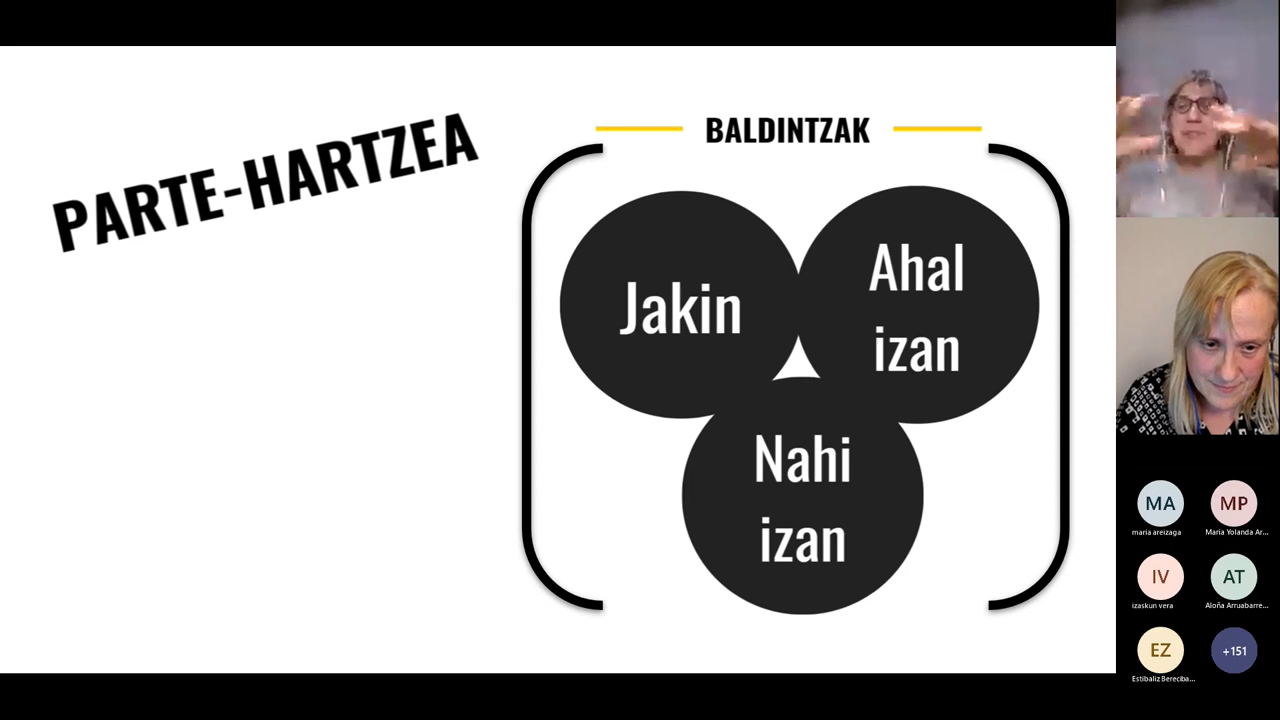 PARTE-HARTZEA
BALDINTZAK
Jakin
Ahal
izan
Nahi
izan
MA
maria areizaga
MP
Maria Yolanda Ar...
IV
izaskun vera
AT
Aloña Arruabarre...
EZ
Estibaliz Bereciba...
+151